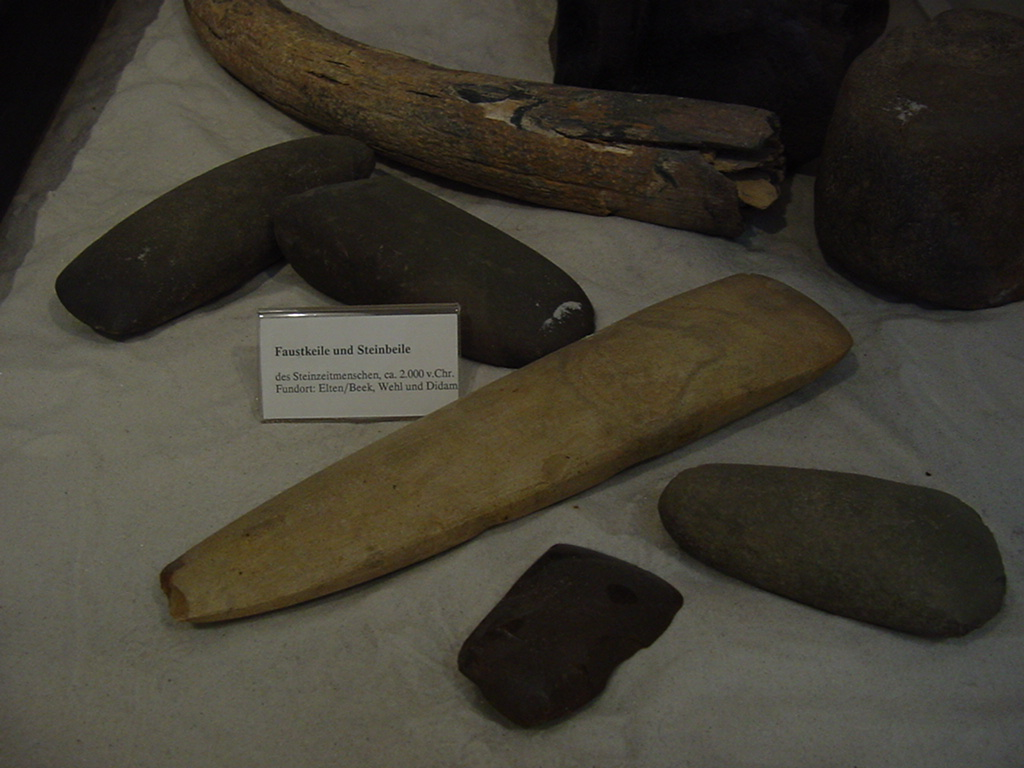 Faustkeile und Steinbeile
des Steinzeitmenschen, ca. 2.000 v.Chr.
Fundort: Elten/Beek, Wehl und Didam